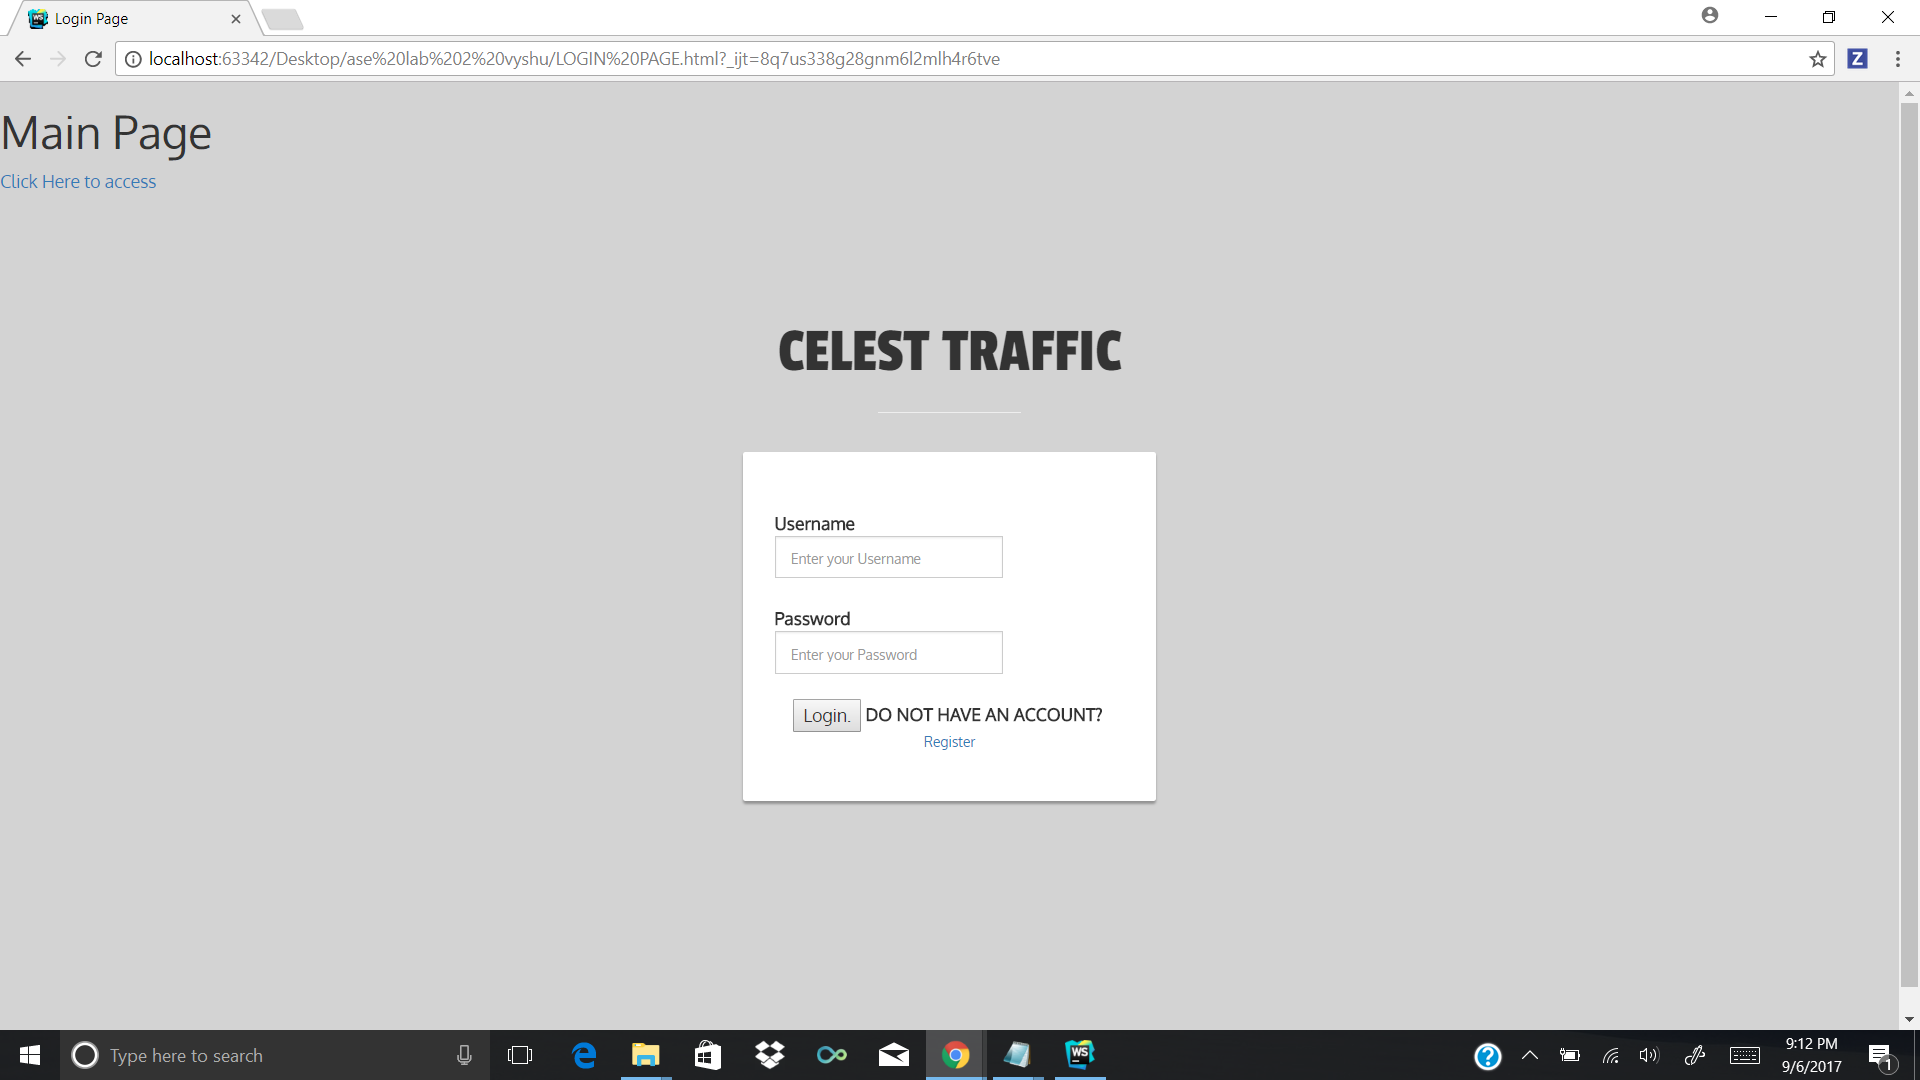 Login Page
localhost:63342/Desktop/ase%20lab%202%20vyshu/LOGIN%20PAGE.html?_ijt=8q7us338g28gnm6l2mlh4r6tve
Z
Main Page
Click Here to access
CELEST TRAFFIC
Username
Enter your Username
Password
Enter your Password
Login. DO NOT HAVE AN ACCOUNT?
Register
Type here to search
WS
9:12 PM
9/6/2017
1